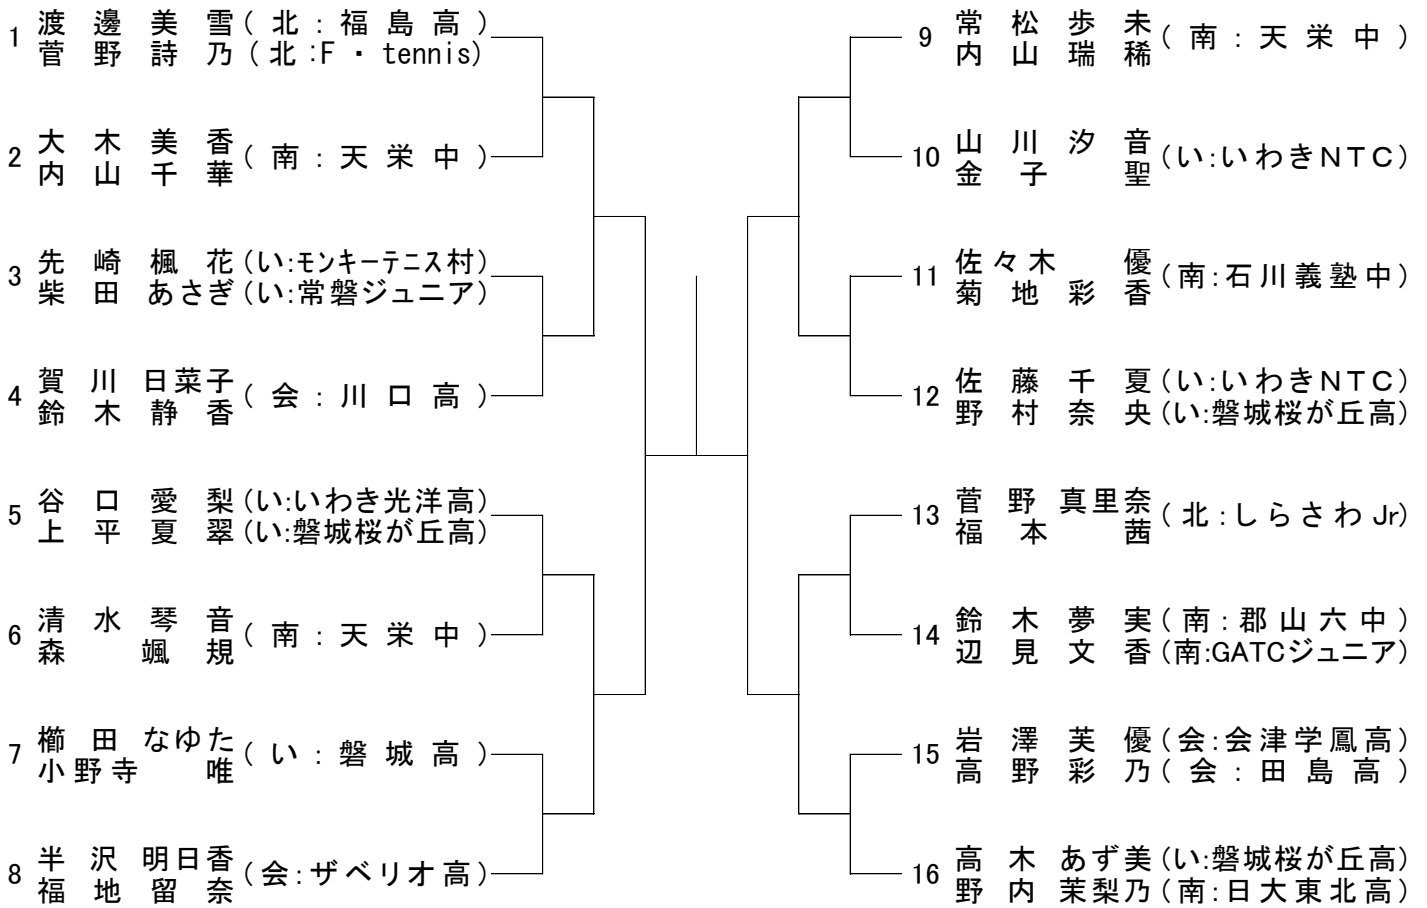 1 渡邊美雪(北:福島高)
菅野詩乃(北:F・tennis)
2 大木美香(南:天栄中)
内山千華
3 先崎楓花(い:モンキーテニス村)
柴田あさぎ(い:常磐ジュニア)
4 賀川日菜子(会:川口高)
鈴木静香
5 谷口愛梨(い:いわき光洋高)
上平夏翠(い:磐城桜が丘高)
6 清水琴音(南:天栄中)
森颯規
7 櫛田なゆた(い:磐城高)
小野寺唯
8 半沢明日香(会:ザベリオ高)
福地留奈
9 常松歩未(南:天栄中)
内山瑞稀
10 山川汐音(い:いわきNTC)
金子聖
11 佐々木優(南:石川義塾中)
菊地彩香
12 佐藤千夏(い:いわきNTC)
野村奈央(い:磐城桜が丘高)
13 菅野真里奈(北:しらさわJr)
福本茜
14 鈴木夢実(南:郡山六中)
辺見文香(南:GATCジュニア)
15 岩澤芙優(会:会津学鳳高)
高野彩乃(会:田島高)
16 高木あず美(い:磐城桜が丘高)
野内茉梨乃(南:日大東北高)